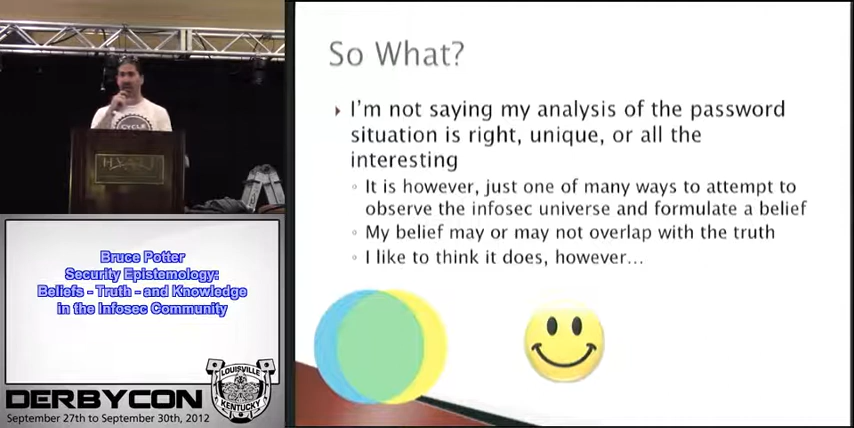 So What?
I'm not saying my analysis of the password
situation is right, unique, or all the
interesting
It is however, just one of many ways to attempt to
observe the infosec universe and formulate a belief
My belief may or may not overlap with the truth
I like to think it does, however...
CYCLE
HYATT
Bruce Potter
Security Epistemology:
Beliefs - Truth - and Knowledge
in the Infosec Community
LOUISVILLE
KENTUCKY
DERBYCON
September 27th to September 30th, 2012